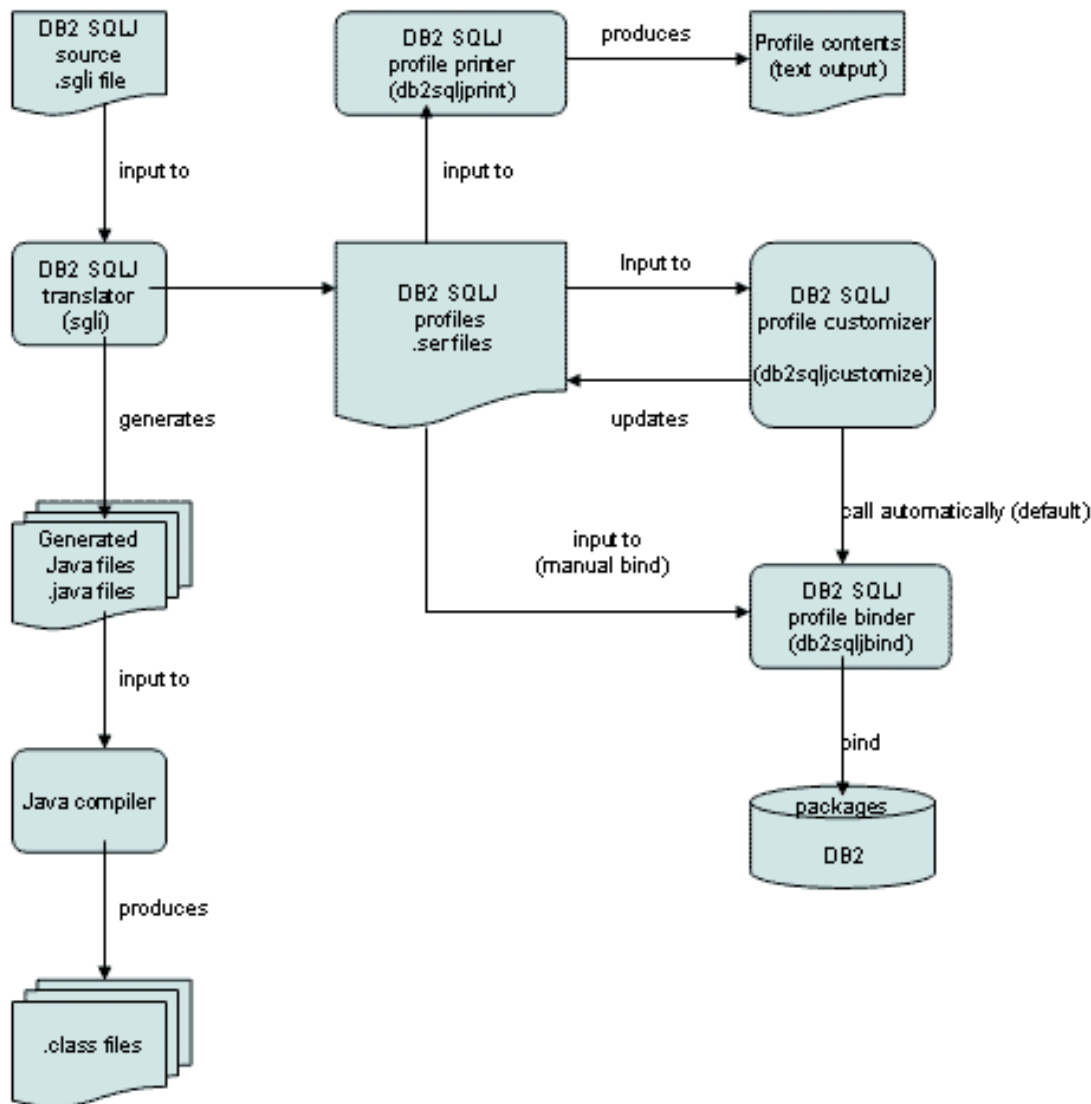 DB2 SQLJ
source
.sgli file
DB2 SQLJ
profile printer
(db2sqljprint)
produces
Profile contents
(text output)
input to
input to
DB2 SQLJ
translator
(sgli)
DB2 SQLJ
profiles
.ser files
Input to
DB2 SQLJ
profile customizer
(db2sqljcustomize)
updates
generates
call automatically (default)
Generated
Java files
.java files
input to
(manual bind)
DB2 SQLJ
profile binder
(db2sqljbind)
input to
bind
Java compiler
packages
DB2
produces
.class files